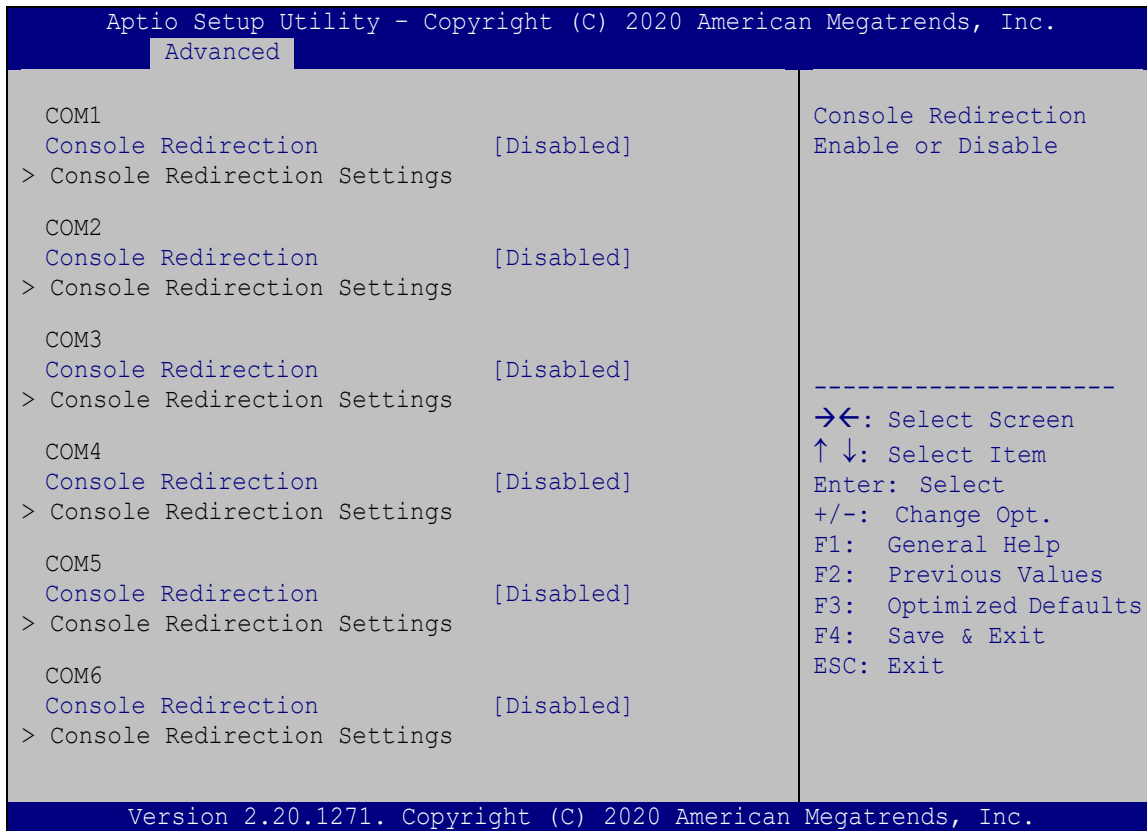 Aptio Setup Utility – Copyright (C) 2020 American Megatrends, Inc.
Advanced
COM1
Console Redirection [Disabled]
> Console Redirection Settings
COM2
Console Redirection [Disabled]
> Console Redirection Settings
COM3
Console Redirection [Disabled]
> Console Redirection Settings
COM4
Console Redirection [Disabled]
> Console Redirection Settings
COM5
Console Redirection [Disabled]
> Console Redirection Settings
COM6
Console Redirection [Disabled]
> Console Redirection Settings
Console Redirection
Enable or Disable
---------------------
→←: Select Screen
↑ ↓: Select Item
Enter: Select
+/-: Change Opt.
F1: General Help
F2: Previous Values
F3: Optimized Defaults
F4: Save & Exit
ESC: Exit
Version 2.20.1271. Copyright (C) 2020 American Megatrends, Inc.